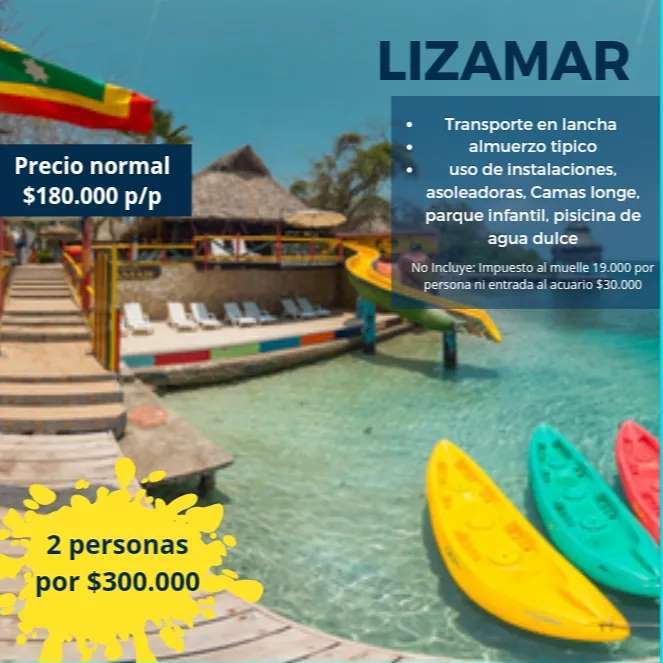 LIZAMAR
• Transporte en lancha
• almuerzo tipico
• uso de instalaciones,
asoleadoras, Camas longe,
parque infantil, pisicina de
agua dulce
No Incluye: Impuesto al muelle 19.000 por
persona ni entrada al acuario $30.000
Precio normal
$180.000 p/p
2 personas
por $300.000